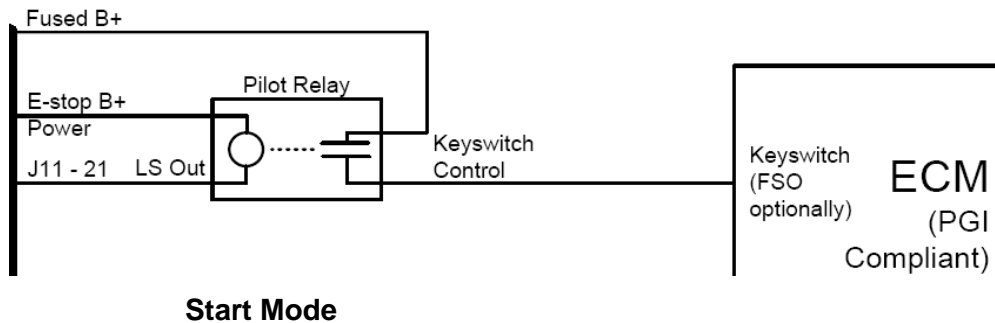 Fused B+
E-stop B+
Power
J11 - 21 LS Out
Pilot Relay
Keyswitch
Control
Keyswitch
(FSO
optionally)
ECM
(PGI
Compliant)
Start Mode